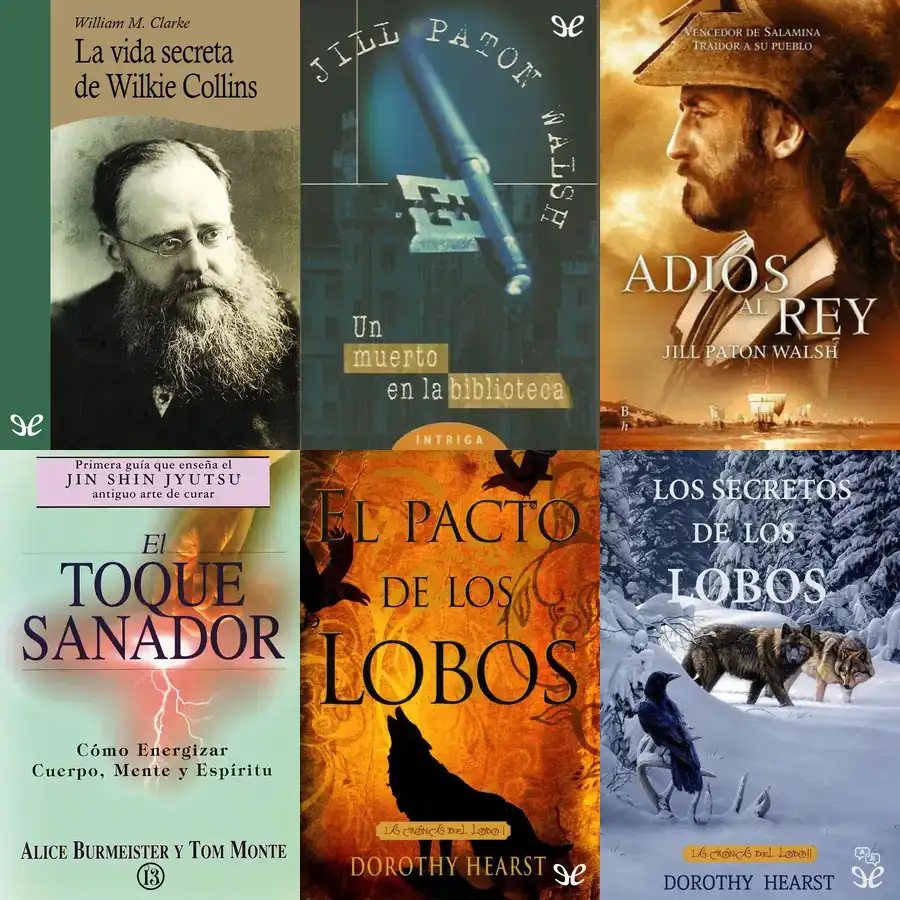 William M. Clarke
La vida secreta
de Wilkie Collins
JILL PATON WALSH
Un
muerto
en la biblioteca
INTRIGA
VENCEDOR DE SALAMINA
TRAIDOR A SU PUEBLO
ADIÓS
AL
REY
JILL PATON WALSH
B
h
Primera guía que enseña el
JIN SHIN JYUTSU
antiguo arte de curar
El
TOQUE
SANADOR
Cómo Energizar
Cuerpo, Mente y Espíritu
ALICE BURMEISTER Y TOM MONTE
13
EL PACTO
DE LOS
LOBOS
LAS CRÓNICAS DEL LOBO I
DOROTHY HEARST
LOS SECRETOS
DE LOS
LOBOS
LAS CRÓNICAS DEL LOBO II
DOROTHY HEARST